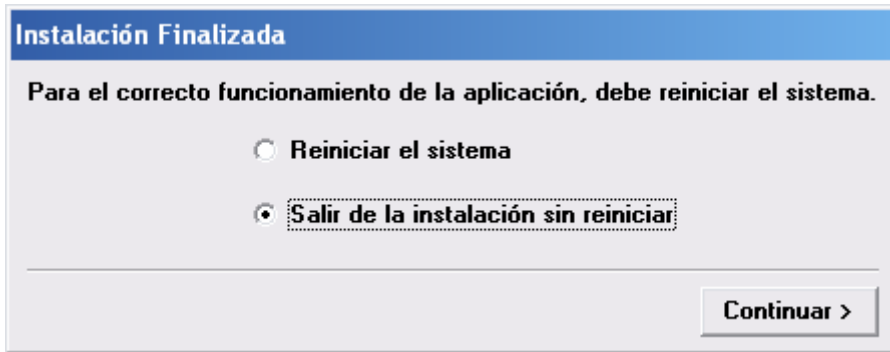 Instalación Finalizada
Para el correcto funcionamiento de la aplicación, debe reiniciar el sistema.
Reiniciar el sistema
Salir de la instalación sin reiniciar
Continuar >